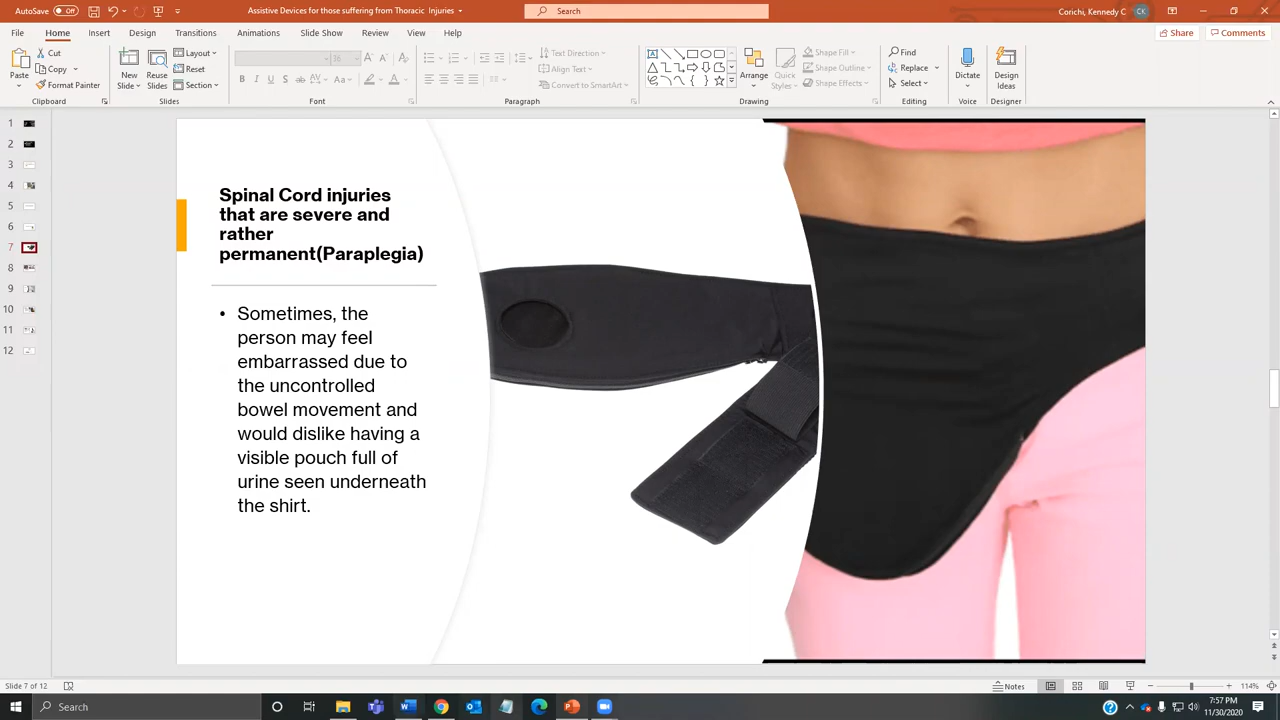 AutoSave Off
Assistive Devices for those suffering from Thoracic Injuries
Search
Corichi, Kennedy C CK
File Home Insert Design Transitions Animations Slide Show Review View Help
Share Comments
Cut
Copy
Format Painter
Paste
Clipboard
New Slide
Reuse Slides
Layout
Reset
Section
Slides
36
B I U S ab AV Aa
Font
Paragraph
Text Direction
Align Text
Convert to SmartArt
Arrange
Quick Styles
Shape Fill
Shape Outline
Shape Effects
Drawing
Find
Replace
Select
Editing
Dictate
Voice
Design Ideas
Designer
1
2
3
4
5
6
7
8
9
10
11
12
Spinal Cord injuries
that are severe and
rather
permanent(Paraplegia)
• Sometimes, the
person may feel
embarrassed due to
the uncontrolled
bowel movement and
would dislike having a
visible pouch full of
urine seen underneath
the shirt.
Slide 7 of 12
Notes
114%
Search
7:57 PM
11/30/2020